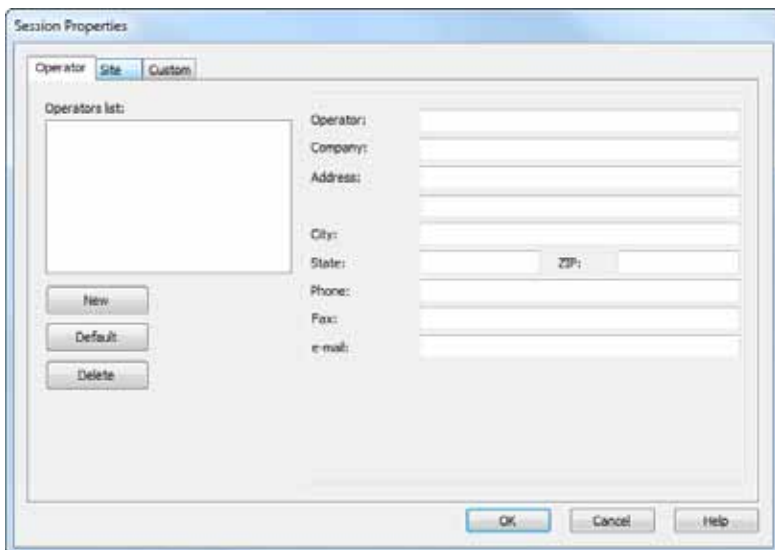 Session Properties
Operator Site Custom
Operators list:
Operator:
Company:
Address:
City:
State: ZIP:
Phone:
Fax:
e-mail:
New
Default
Delete
OK Cancel Help